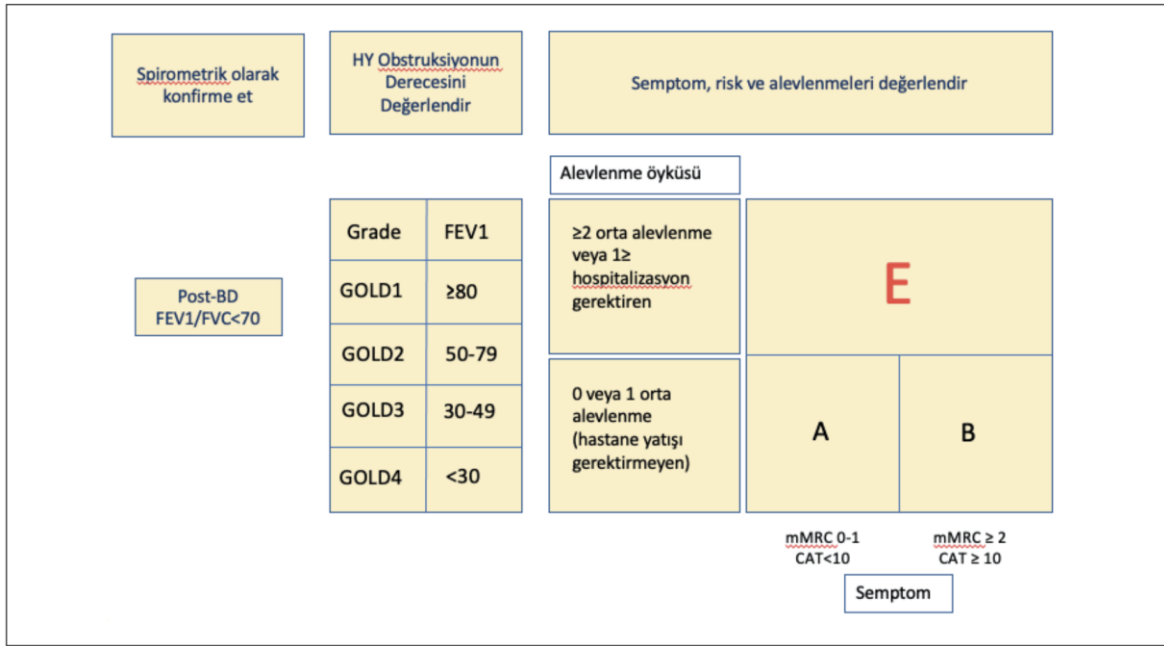 Spirometrik olarak
konfirme et
HY Obstruksiyonun
Derecesini
Değerlendir
Semptom, risk ve alevlenmeleri değerlendir
Alevlenme öyküsü
Post-BD
FEV1/FVC<70
Grade FEV1
GOLD1 ≥80
GOLD2 50-79
GOLD3 30-49
GOLD4 <30
≥2 orta alevlenme
veya 1≥
hospitalizasyon
gerektiren
E
0 veya 1 orta
alevlenme
(hastane yatışı
gerektirmeyen)
A
B
mMRC 0-1
CAT<10
mMRC ≥ 2
CAT ≥ 10
Semptom